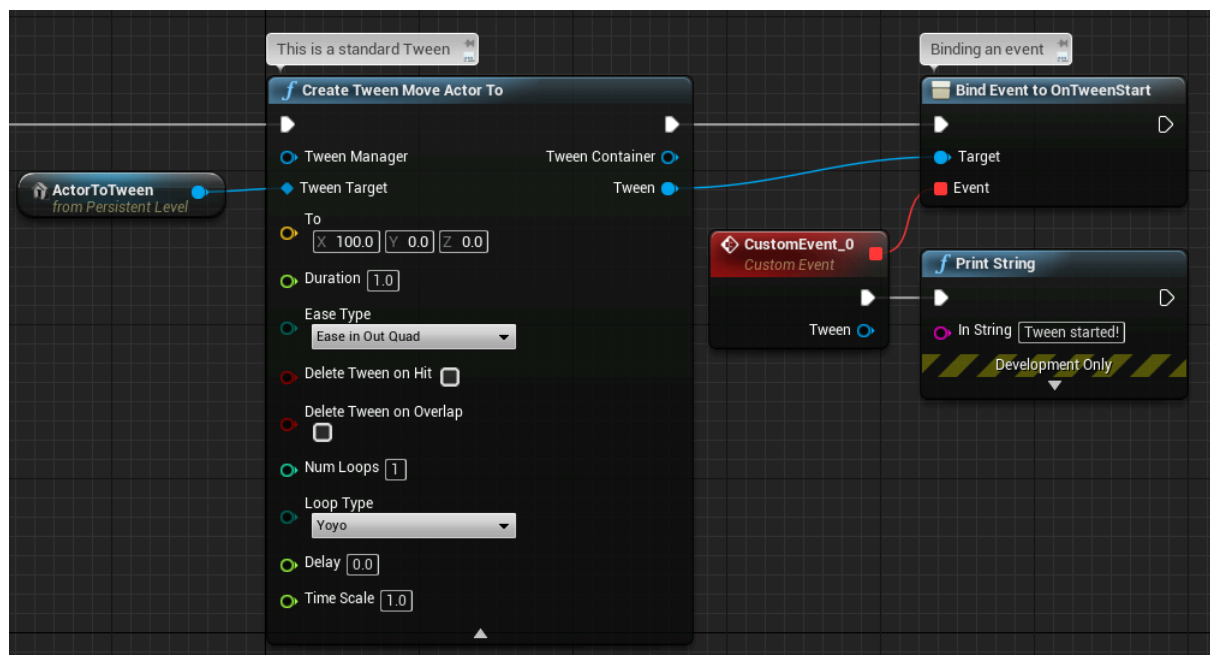 This is a standard Tween
Binding an event
f Create Tween Move Actor To
Bind Event to OnTweenStart
Tween Manager
Tween Container
Target
ActorToTween
from Persistent Level
Tween Target
Tween
Event
To
X 100.0 Y 0.0 Z 0.0
CustomEvent_0
Custom Event
f Print String
Duration 1.0
Ease Type
Ease in Out Quad
Tween
In String Tween started!
Development Only
Delete Tween on Hit
Delete Tween on Overlap
Num Loops 1
Loop Type
Yoyo
Delay 0.0
Time Scale 1.0